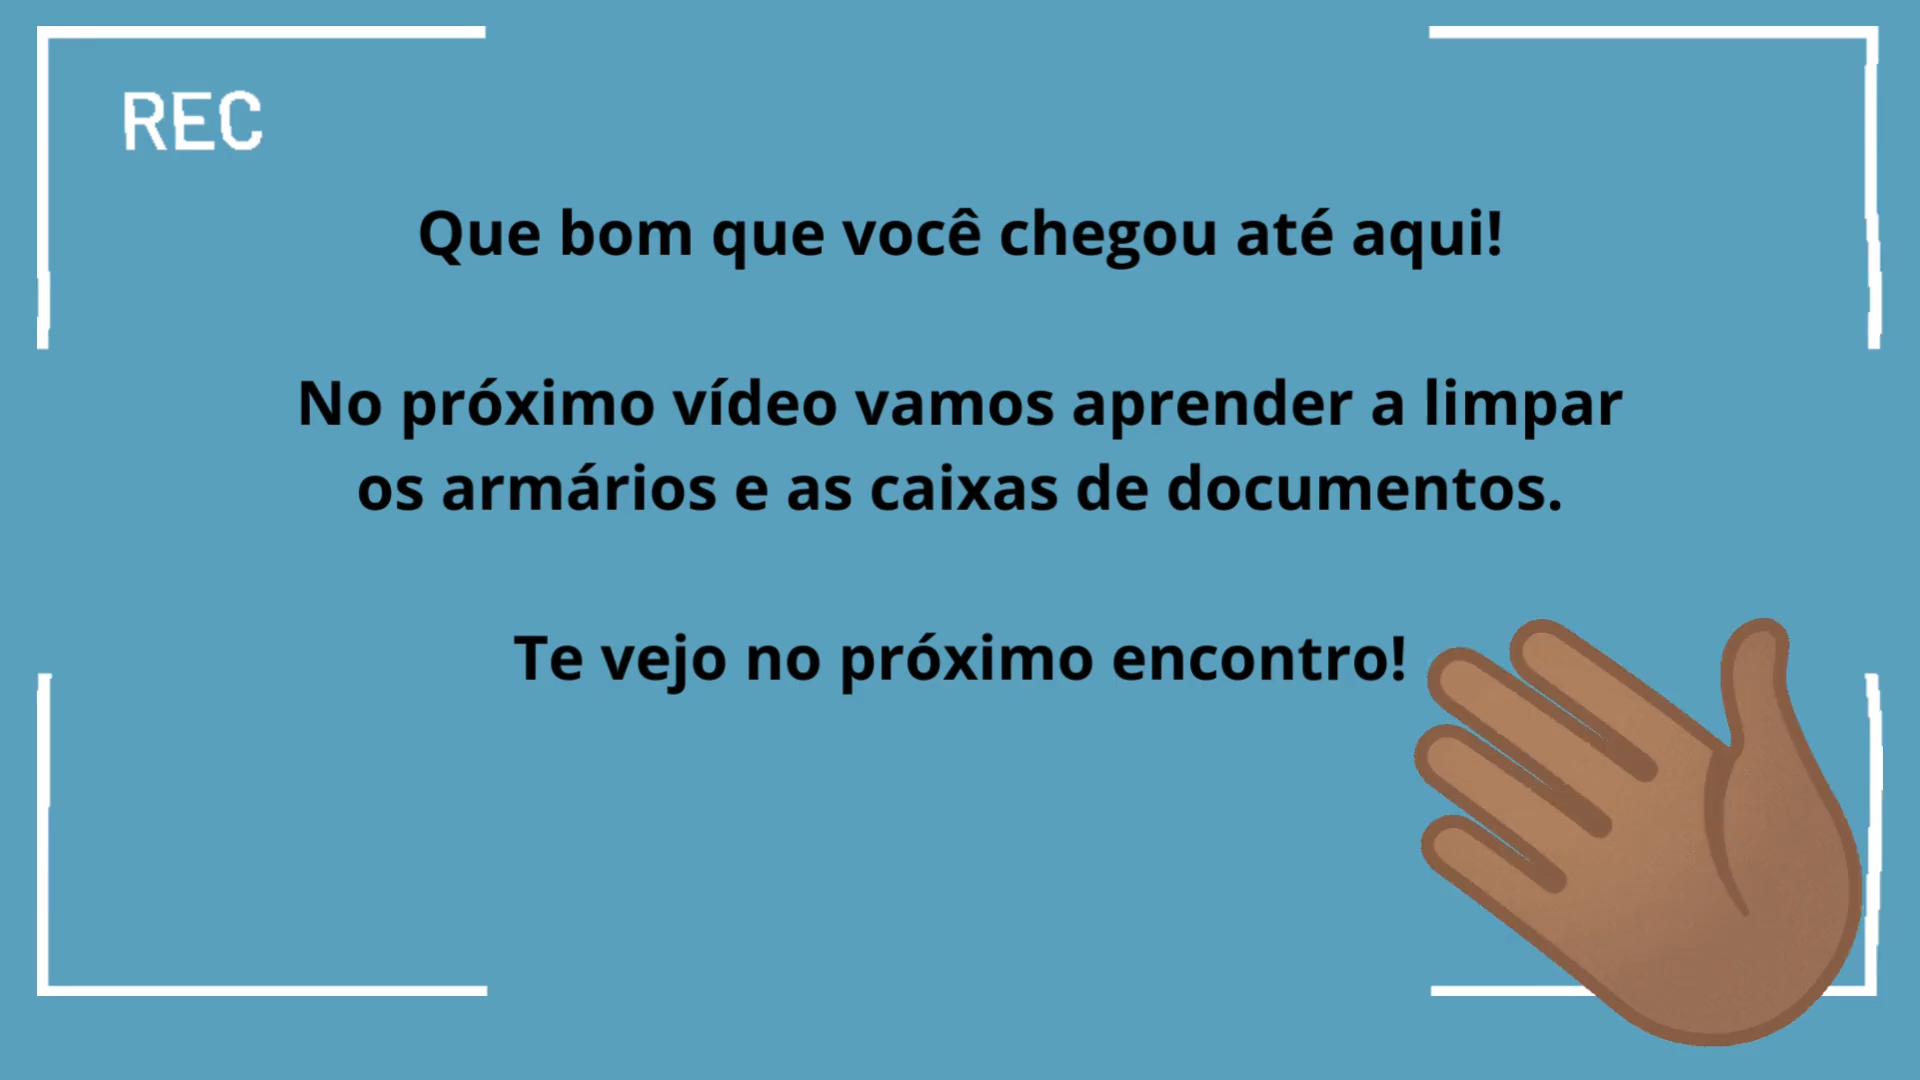 REC
Que bom que você chegou até aqui!
No próximo vídeo vamos aprender a limpar
os armários e as caixas de documentos.
Te vejo no próximo encontro!